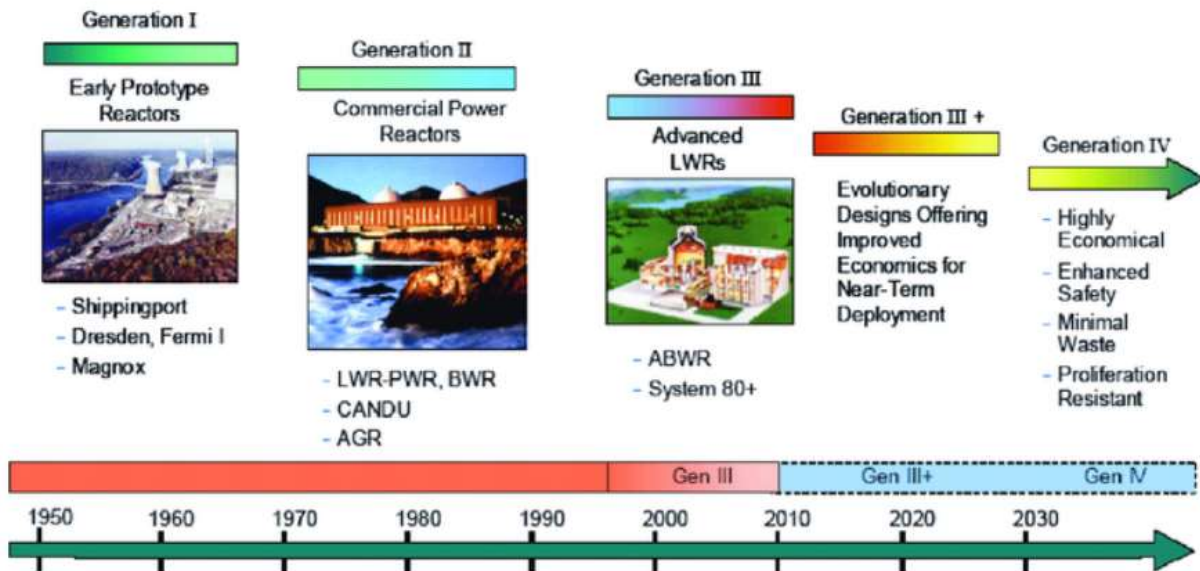 Generation I
Early Prototype
Reactors
- Shippingport
- Dresden, Fermi I
- Magnox
Generation II
Commercial Power
Reactors
- LWR-PWR, BWR
- CANDU
- AGR
Generation III
Advanced
LWRs
- ABWR
- System 80+
Generation III +
Evolutionary
Designs Offering
Improved
Economics for
Near-Term
Deployment
Generation IV
- Highly
Economical
- Enhanced
Safety
- Minimal
Waste
- Proliferation
Resistant
Gen III
Gen III+
Gen IV
1950
1960
1970
1980
1990
2000
2010
2020
2030